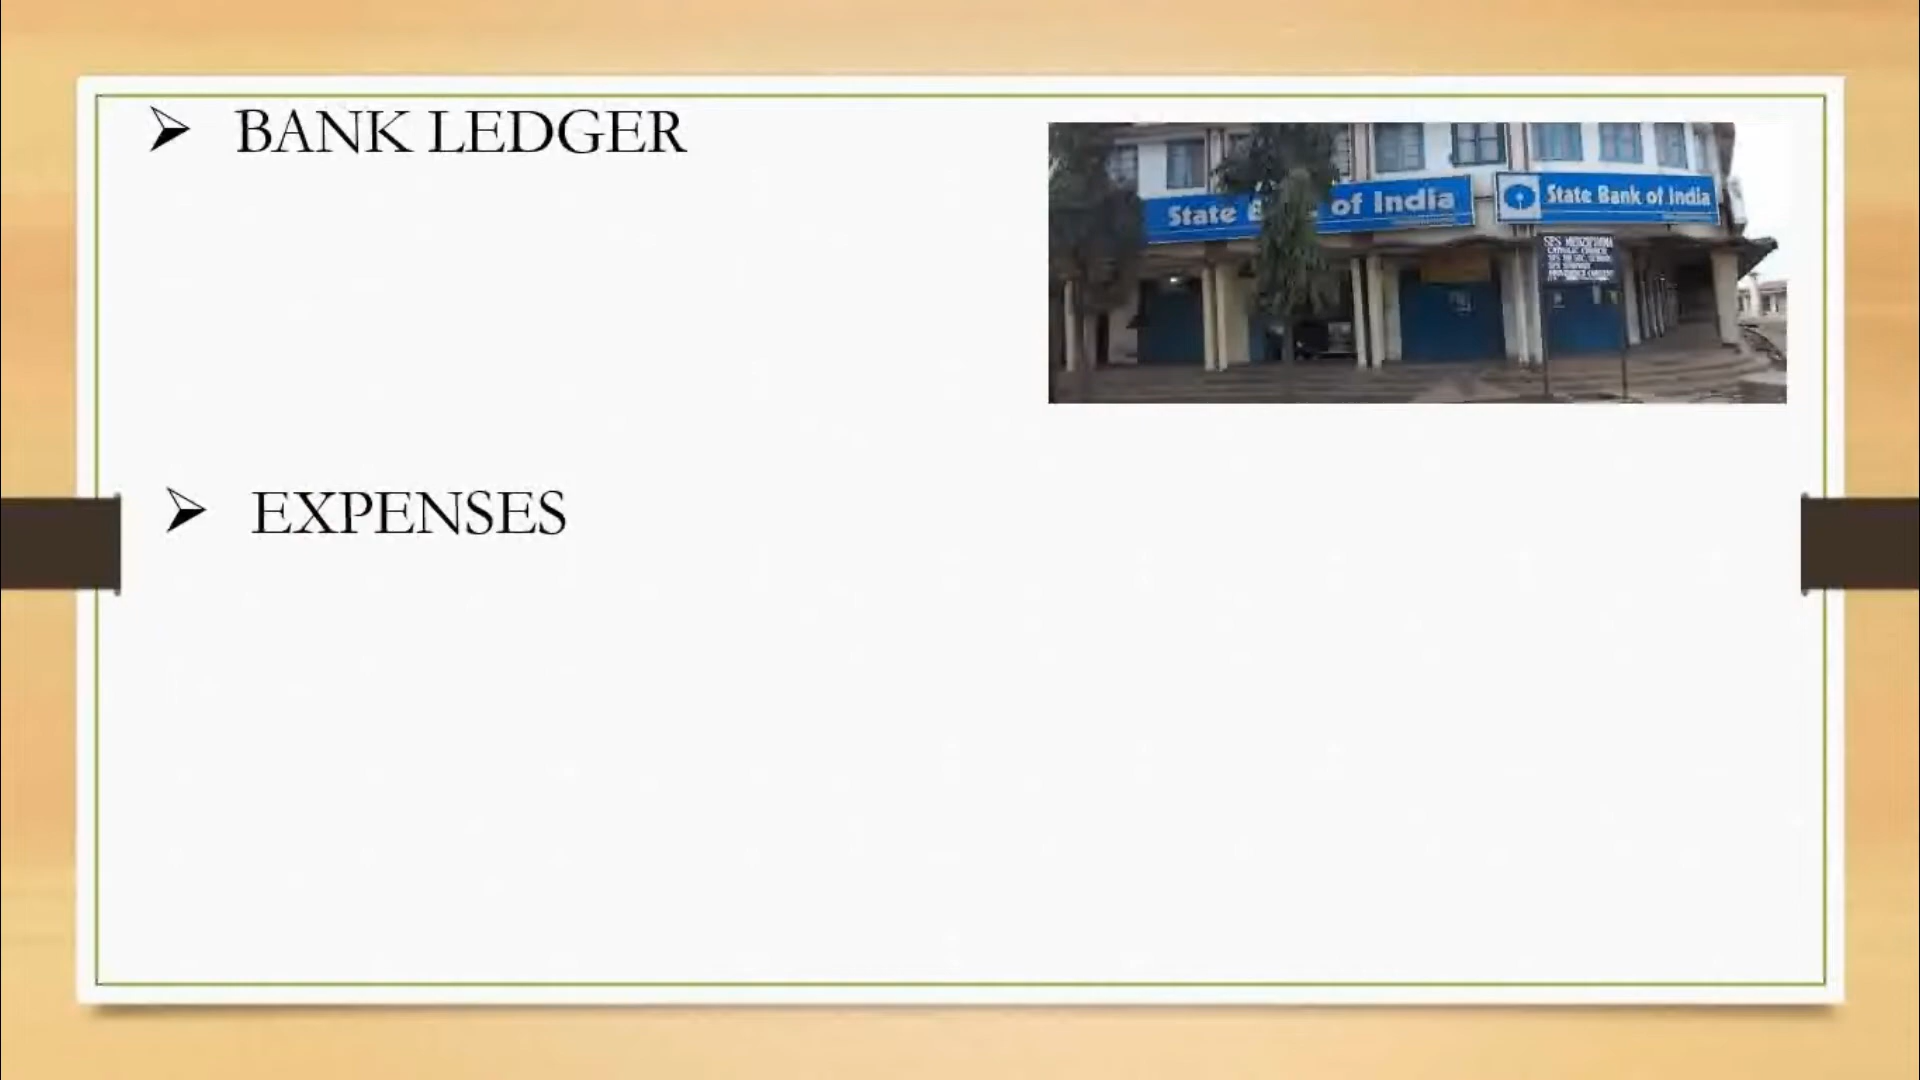 BANK LEDGER
State of India
State Bank of India
EXPENSES